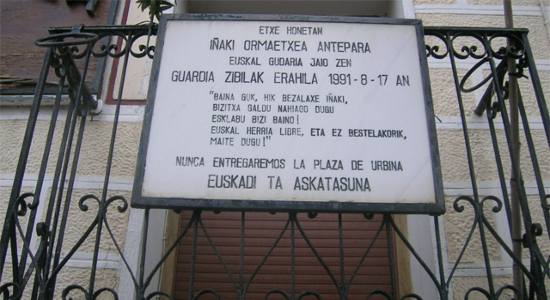 ETXE HONETAN
IÑAKI ORMAETXEA ANTEPARA
EUSKAL GUDARIA JAIO ZEN
GUARDIA ZIBILAK ERAHILA 1991-8-17 AN
"BAINA GUK, HIK BEZALAXE IÑAKI,
BIZITXA GALDU NAHIAGO DUGU
ESKLABU BIZI BAINO!
EUSKAL HERRIA LIBRE, ETA EZ BESTELAKORIK,
MAITE DUGU!"
NUNCA ENTREGAREMOS LA PLAZA DE URBINA
EUSKADI TA ASKATASUNA